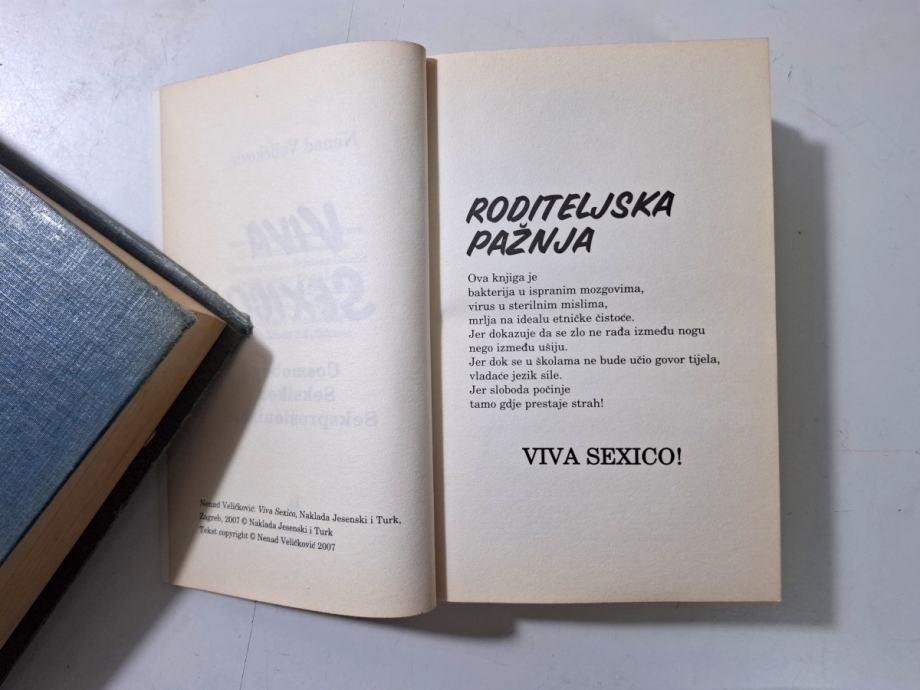 Nenad Veličković: Viva Sexico, Naklada Jesenski i Turk,
Zagreb, 2007 © Naklada Jesenski i Turk
Tekst copyright © Nenad Veličković 2007
RODITELJSKA
PAŽNJA
Ova knjiga je
bakterija u ispranim mozgovima,
virus u sterilnim mislima,
mrlja na idealu etničke čistoće.
Jer dokazuje da se zlo ne rađa između nogu
nego između ušiju.
Jer dok se u školama ne bude učio govor tijela,
vladaće jezik sile.
Jer sloboda počinje
tamo gdje prestaje strah!
VIVA SEXICO!